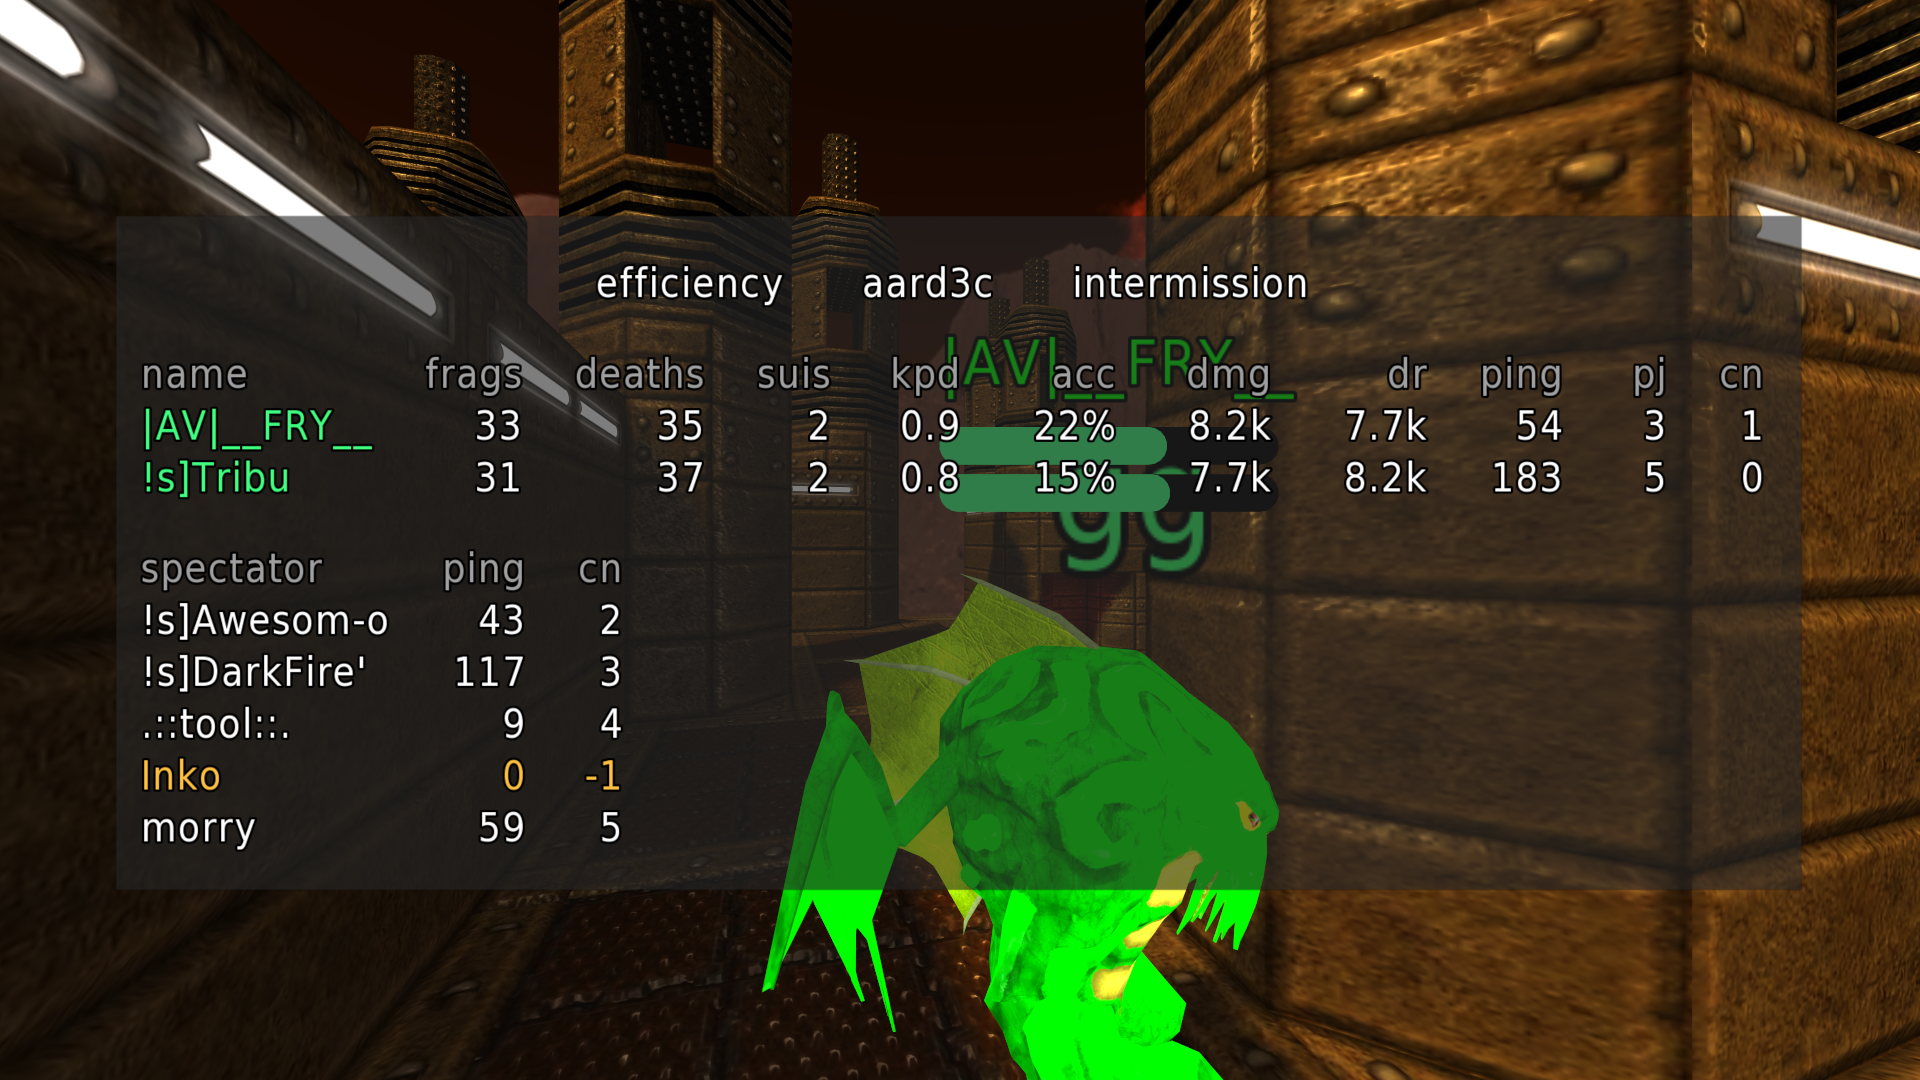 efficiency aard3c intermission
|AV|__FRY__
name frags deaths suis kpd acc dmg dr ping pj cn
|AV|__FRY__ 33 35 2 0.9 22% 8.2k 7.7k 54 3 1
!s]Tribu 31 37 2 0.8 15% 7.7k 8.2k 183 5 0
gg
spectator ping cn
!s]Awesom-o 43 2
!s]DarkFire' 117 3
.::tool::. 9 4
Inko 0 -1
morry 59 5